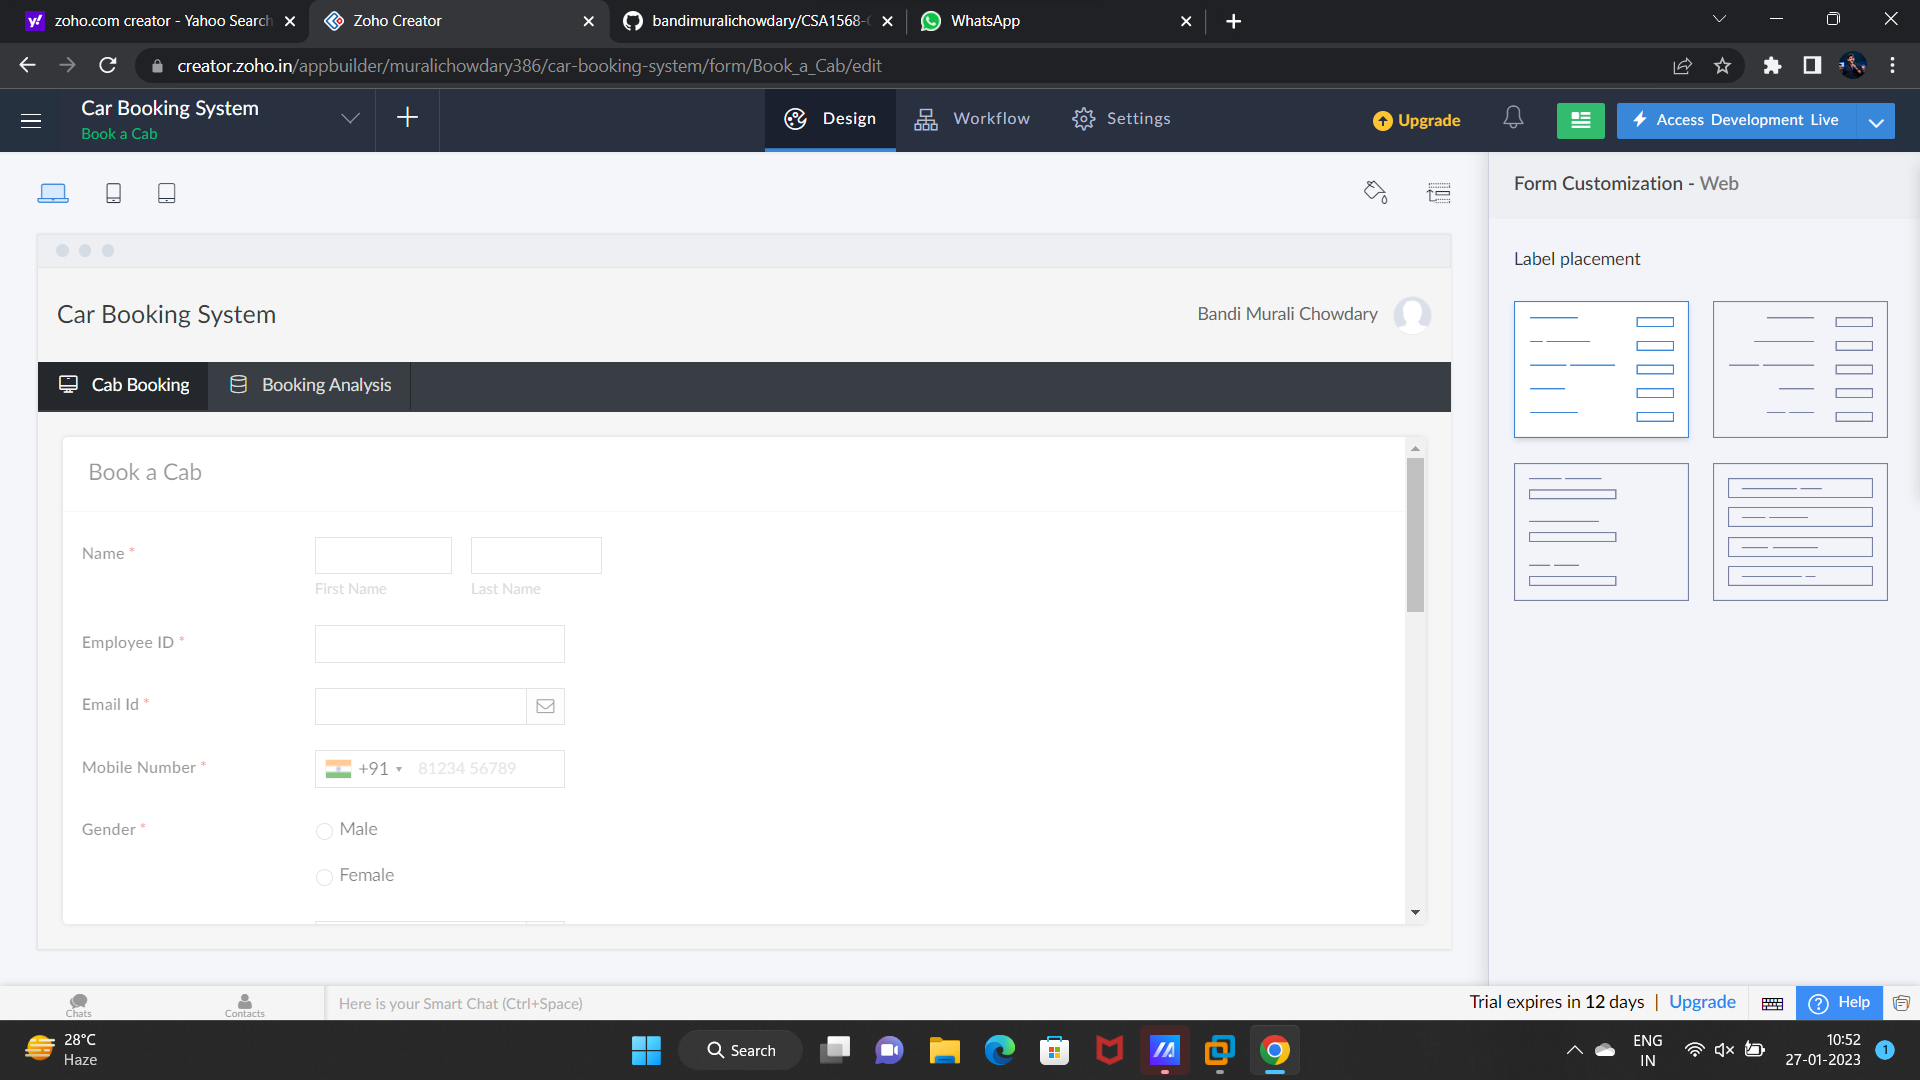 zoho.com creator - Yahoo Search
Zoho Creator
bandimuralichowdary/CSA1568-
WhatsApp
creator.zoho.in/appbuilder/muralichowdary386/car-booking-system/form/Book_a_Cab/edit
Car Booking System
Book a Cab
Design
Workflow
Settings
Upgrade
Access Development Live
Form Customization - Web
Label placement
Car Booking System
Bandi Murali Chowdary
Cab Booking
Booking Analysis
Book a Cab
Name *
First Name
Last Name
Employee ID *
Email Id *
Mobile Number *
+91
81234 56789
Gender *
Male
Female
Chats
Contacts
Here is your Smart Chat (Ctrl+Space)
Trial expires in 12 days | Upgrade
Help
28°C
Haze
Search
ENG
IN
10:52
27-01-2023
1